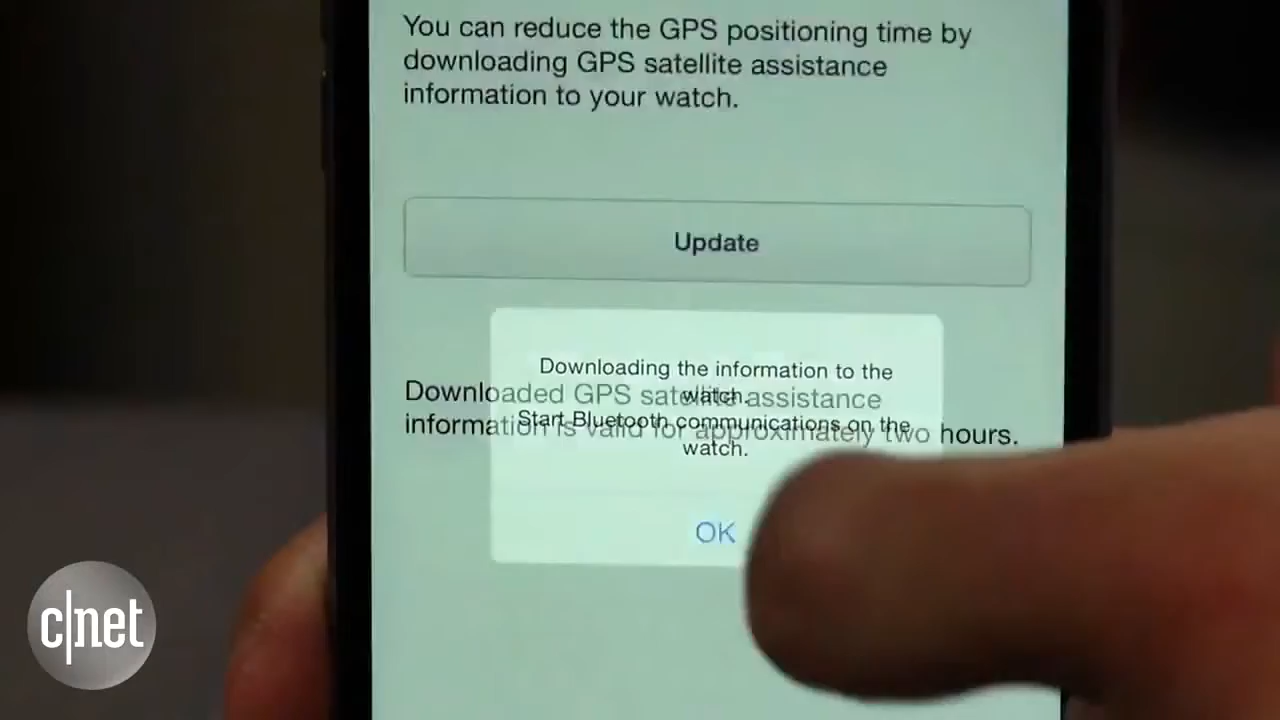 You can reduce the GPS positioning time by
downloading GPS satellite assistance
information to your watch.
Update
Downloading the information to the
watch.
Start Bluetooth communications on the
watch.
OK
Downloaded GPS satellite assistance
information is valid for approximately two hours.
c|net